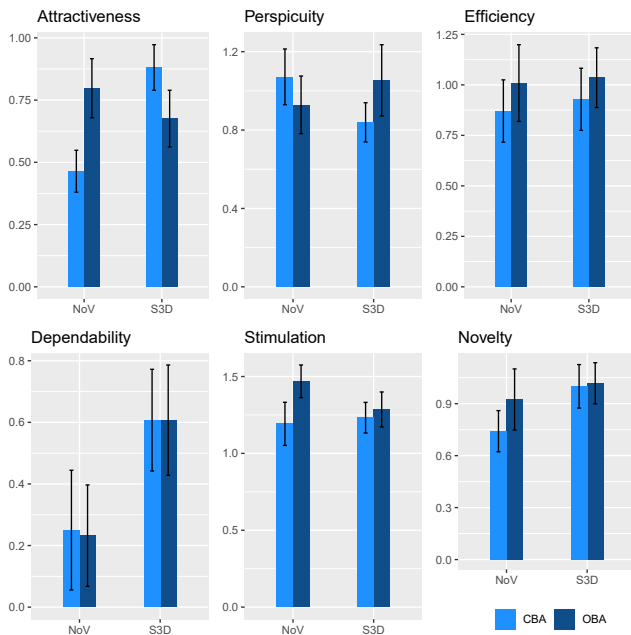 Attractiveness
1.00
0.75
0.50
0.25
0.00
NoV S3D
Perspicuity
1.2
0.8
0.4
0.0
NoV S3D
Efficiency
1.25
1.00
0.75
0.50
0.25
0.00
NoV S3D
Dependability
0.8
0.6
0.4
0.2
0.0
NoV S3D
Stimulation
1.5
1.0
0.5
0.0
NoV S3D
Novelty
0.9
0.6
0.3
0.0
NoV S3D
CBA OBA